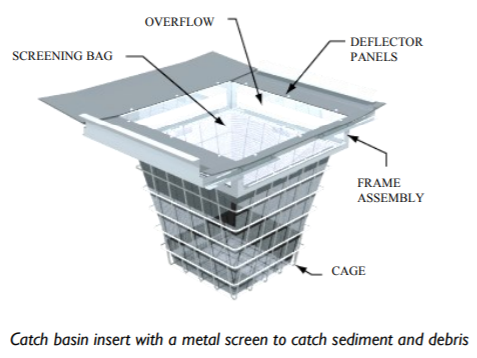 OVERFLOW
SCREENING BAG
DEFLECTOR
PANELS
FRAME
ASSEMBLY
CAGE
Catch basin insert with a metal screen to catch sediment and debris